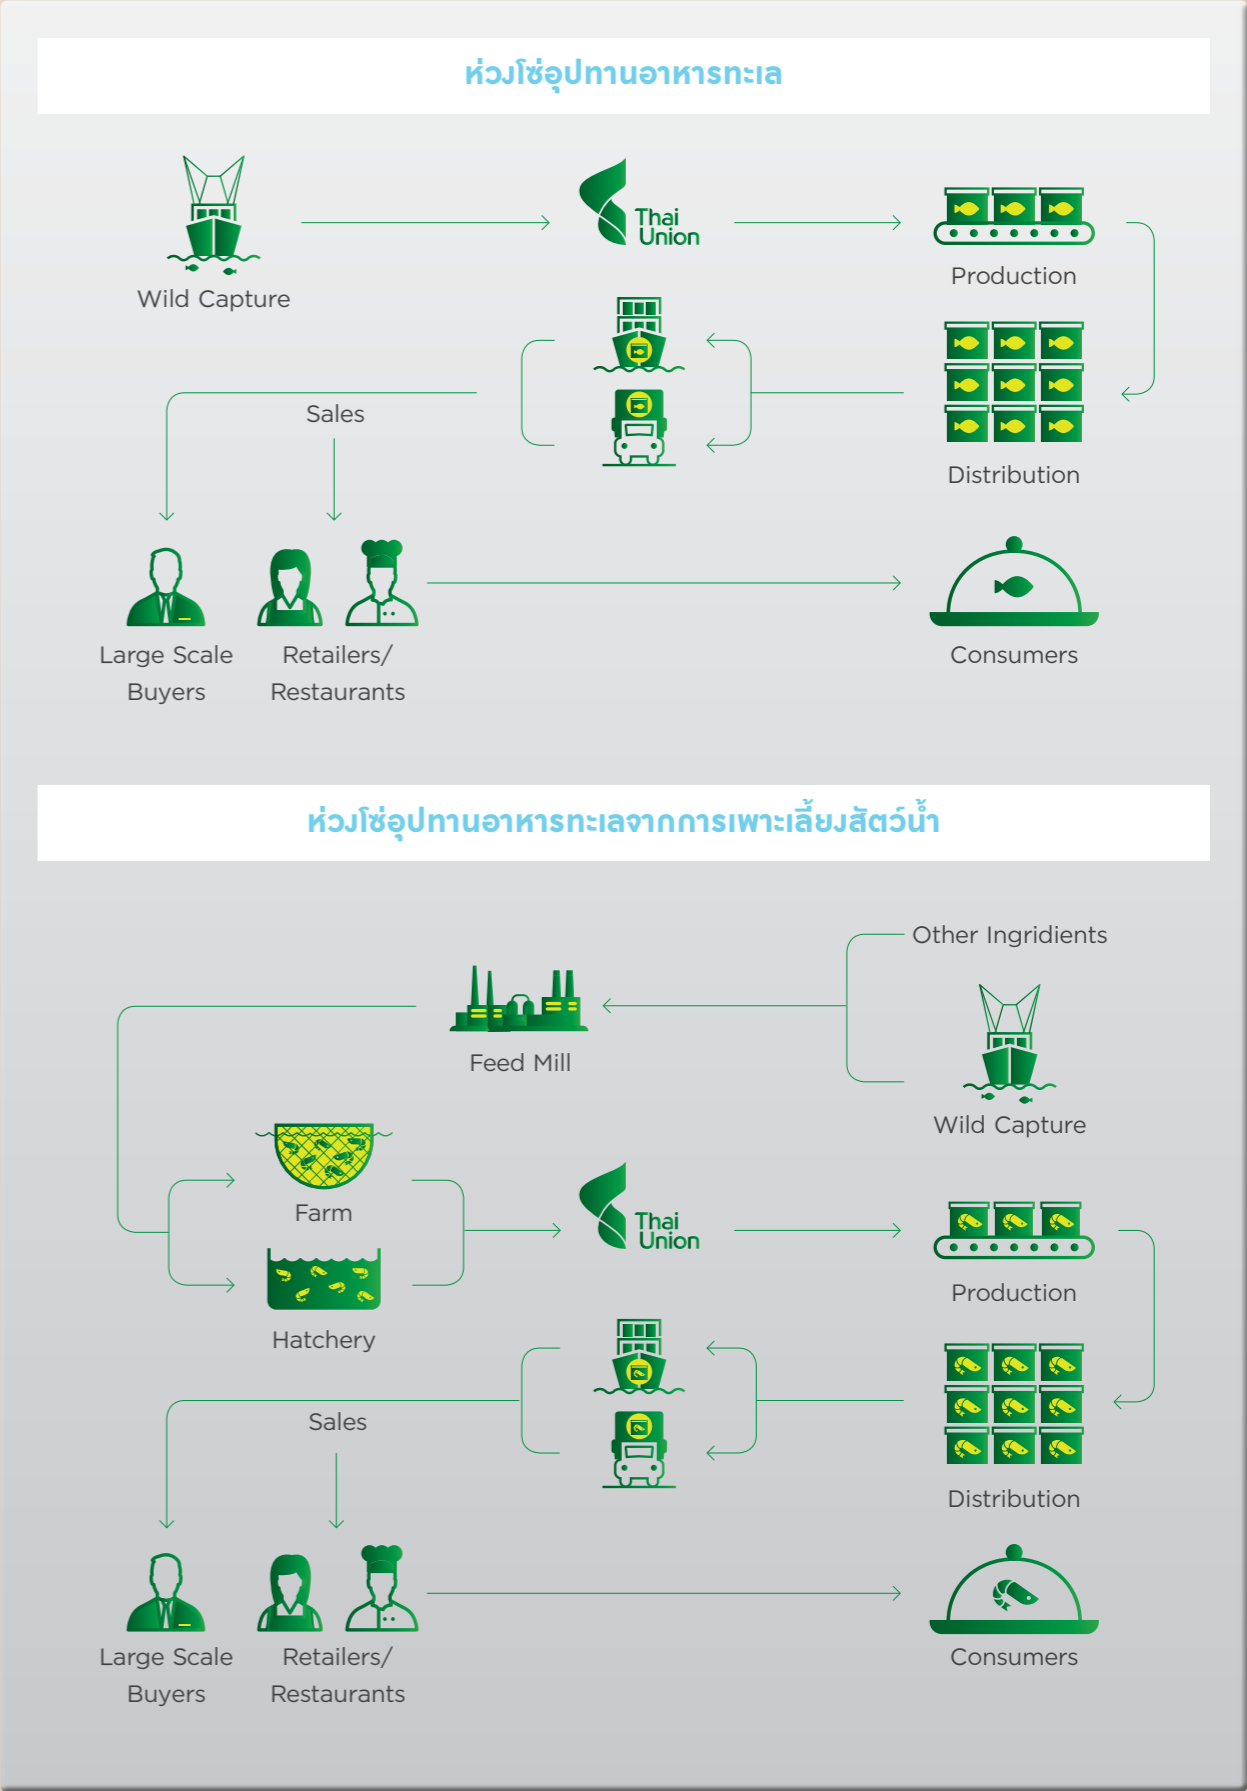 ห่วงโซ่อุปทานอาหารทะเล
Wild Capture
Thai
Union
Production
Sales
Distribution
Large Scale
Buyers
Retailers/
Restaurants
Consumers
ห่วงโซ่อุปทานอาหารทะเลจากการเพาะเลี้ยงสัตว์น้ำ
Other Ingridients
Feed Mill
Wild Capture
Farm
Thai
Union
Hatchery
Production
Sales
Distribution
Large Scale
Buyers
Retailers/
Restaurants
Consumers